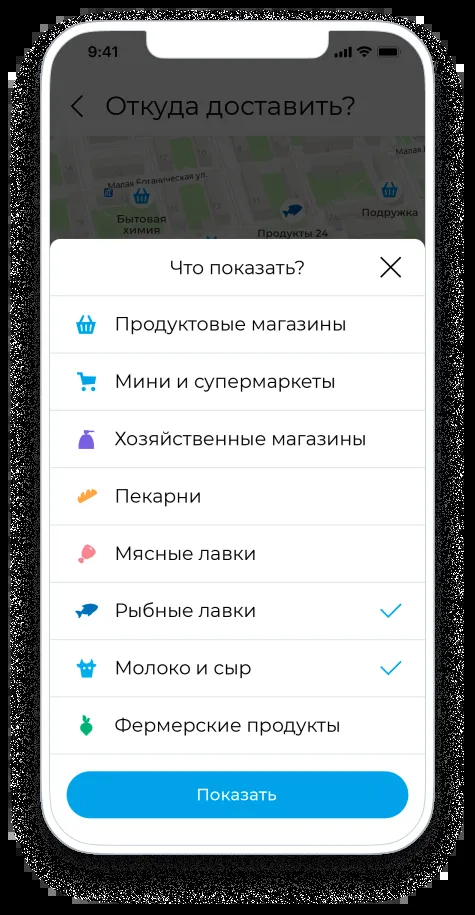 9:41
Откуда доставить?
Малая Ботаническая ул.
Малая
Бытовая
химия
Продукты 24
Подружка
Что показать?
Продуктовые магазины
Мини и супермаркеты
Хозяйственные магазины
Пекарни
Мясные лавки
Рыбные лавки
Молоко и сыр
Фермерские продукты
Показать